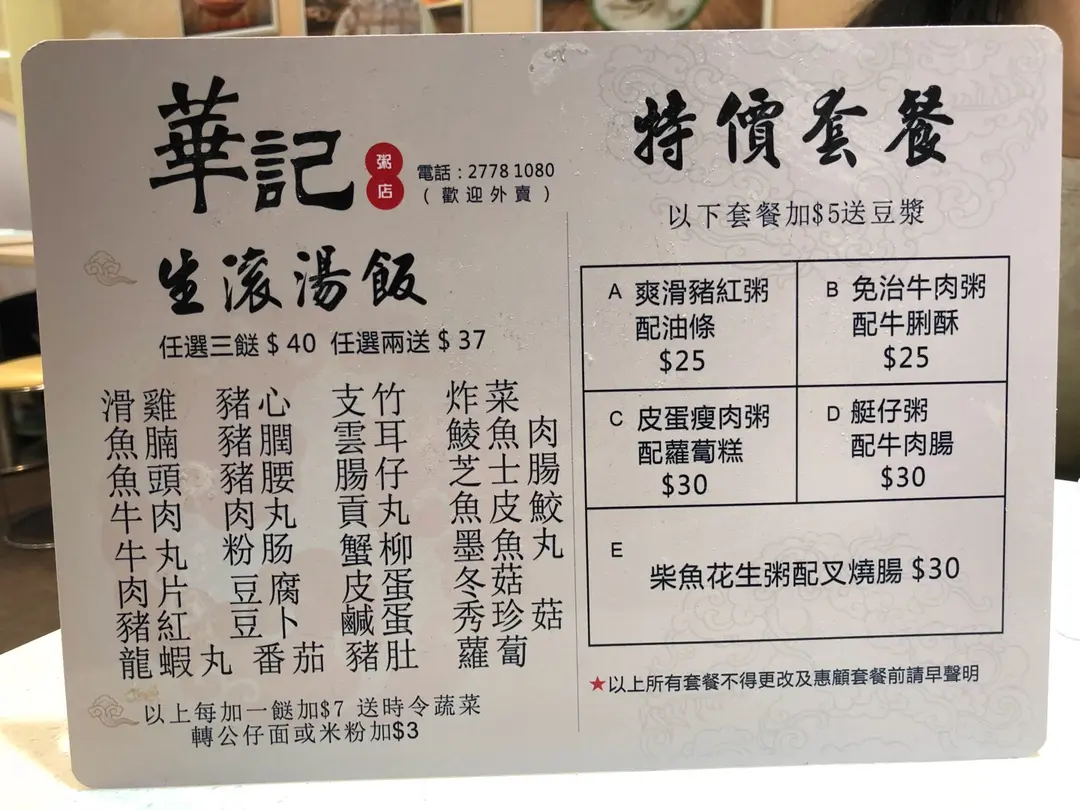 華記 粥店
電話：2778 1080
（歡迎外賣）
生滚湯飯
任選三餸 $ 40 任選兩送 $ 37
滑雞 豬心 支竹 炸菜
魚腩 豬膶 雲耳 鯪魚肉
魚頭 豬腰 腸仔 芝士腸
牛肉 肉丸 貢丸 魚皮鮫
牛丸 粉肠 蟹柳 墨魚丸
肉片 豆腐 皮蛋 冬菇
豬紅 豆卜 鹹蛋 秀珍菇
龍蝦丸 番茄 豬肚 蘿蔔
以上每加一餸加$7 送時令蔬菜
轉公仔面或米粉加$3
特價套餐
以下套餐加$5送豆漿
A 爽滑豬紅粥
配油條
$25
B 免治牛肉粥
配牛脷酥
$25
C 皮蛋瘦肉粥
配蘿蔔糕
$30
D 艇仔粥
配牛肉腸
$30
E
柴魚花生粥配叉燒腸 $30
★以上所有套餐不得更改及惠顧套餐前請早聲明